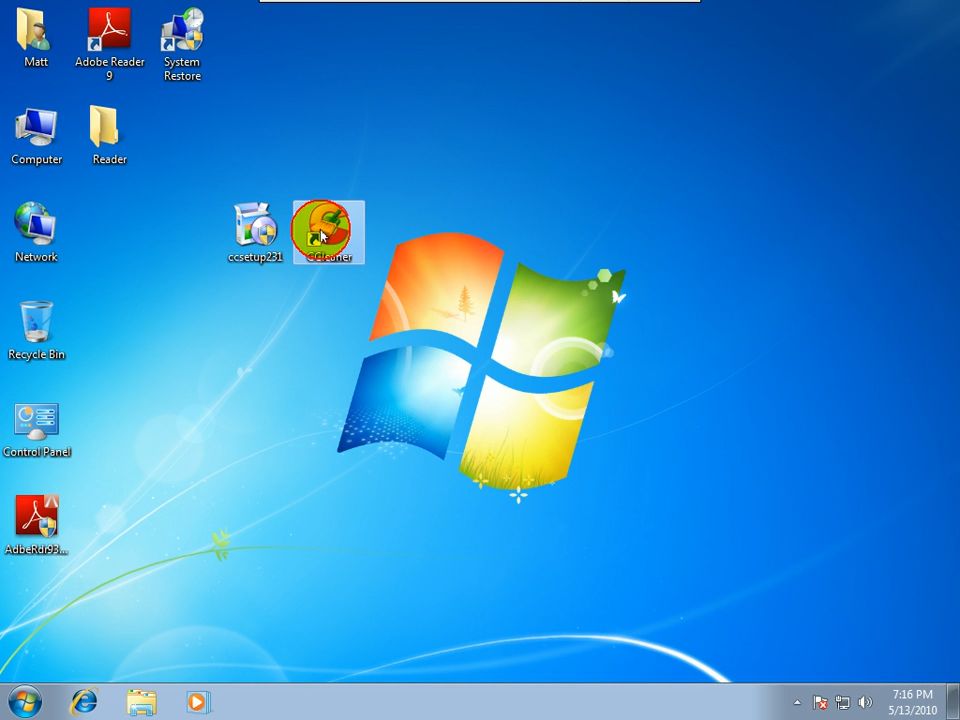 Matt
Adobe Reader
9
System
Restore
Computer
Reader
Network
ccsetup231
CCleaner
Recycle Bin
Control Panel
AdbeRdr93...
7:16 PM
5/13/2010